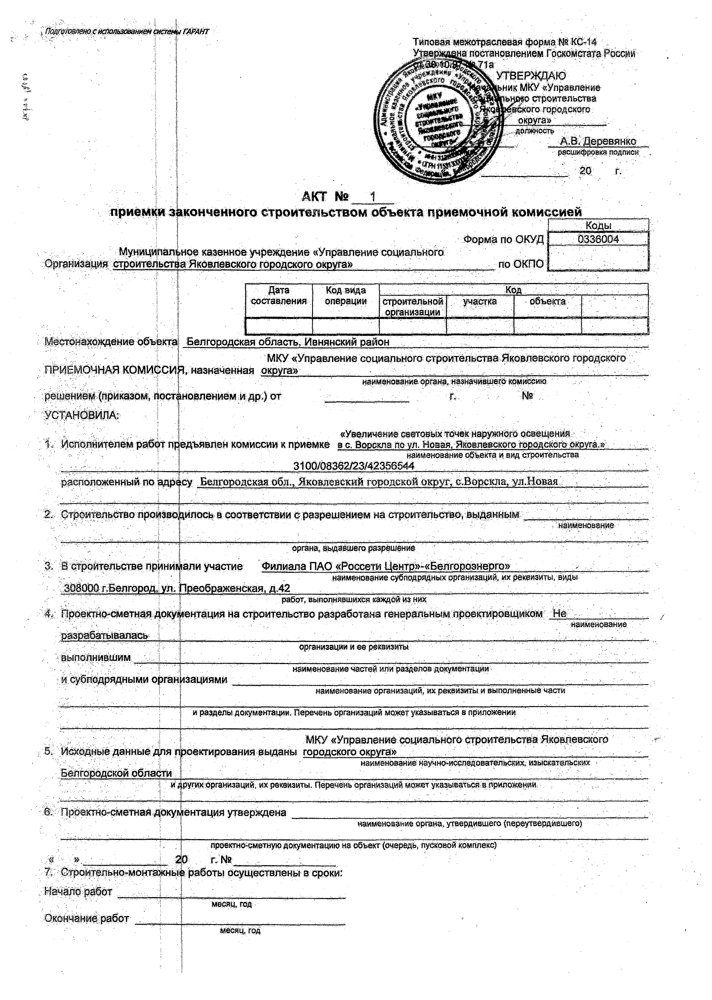 Подготовлено с использованием системы ГАРАНТ
Типовая межотраслевая форма № КС-14
Утверждена постановлением Госкомстата России
от 30.10.97 № 71а
УТВЕРЖДАЮ
Начальник МКУ «Управление
социального строительства
Яковлевского городского
округа»
должность
А.В. Деревянко
расшифровка подписи
20 г.
МКУ
«Управление
социального
строительства
Яковлевского
городского
округа»
АКТ № 1
приемки законченного строительством объекта приемочной комиссией
Коды
Форма по ОКУД 0336004
Муниципальное казенное учреждение «Управление социального
Организация строительства Яковлевского городского округа» по ОКПО
Дата составления Код вида операции Код
строительной организации участка объекта
Местонахождение объекта Белгородская область, Ивнянский район
МКУ «Управление социального строительства Яковлевского городского
ПРИЕМОЧНАЯ КОМИССИЯ, назначенная округа»
наименование органа, назначившего комиссию
решением (приказом, постановлением и др.) от г. №
УСТАНОВИЛА:
«Увеличение световых точек наружного освещения
1. Исполнителем работ предъявлен комиссии к приемке в с. Ворскла по ул. Новая, Яковлевского городского округа.»
наименование объекта и вид строительства
3100/08362/23/42356544
расположенный по адресу Белгородская обл., Яковлевский городской округ, с.Ворскла, ул.Новая
2. Строительство производилось в соответствии с разрешением на строительство, выданным
наименование
органа, выдавшего разрешение
3. В строительстве принимали участие Филиала ПАО «Россети Центр»-«Белгороэнерго»
наименование субподрядных организаций, их реквизиты, виды
308000 г.Белгород, ул. Преображенская, д.42
работ, выполнявшихся каждой из них
4. Проектно-сметная документация на строительство разработана генеральным проектировщиком Не
наименование
разрабатывалась
организации и ее реквизиты
выполнившим
наименование частей или разделов документации
и субподрядными организациями
наименование организаций, их реквизиты и выполненные части
и разделы документации. Перечень организаций может указываться в приложении
МКУ «Управление социального строительства Яковлевского
5. Исходные данные для проектирования выданы городского округа»
наименование научно-исследовательских, изыскательских
Белгородской области
и других организаций, их реквизиты. Перечень организаций может указываться в приложении
6. Проектно-сметная документация утверждена
наименование органа, утвердившего (переутвердившего)
проектно-сметную документацию на объект (очередь, пусковой комплекс)
« » 20 г. №
7. Строительно-монтажные работы осуществлены в сроки:
Начало работ
месяц, год
Окончание работ
месяц, год